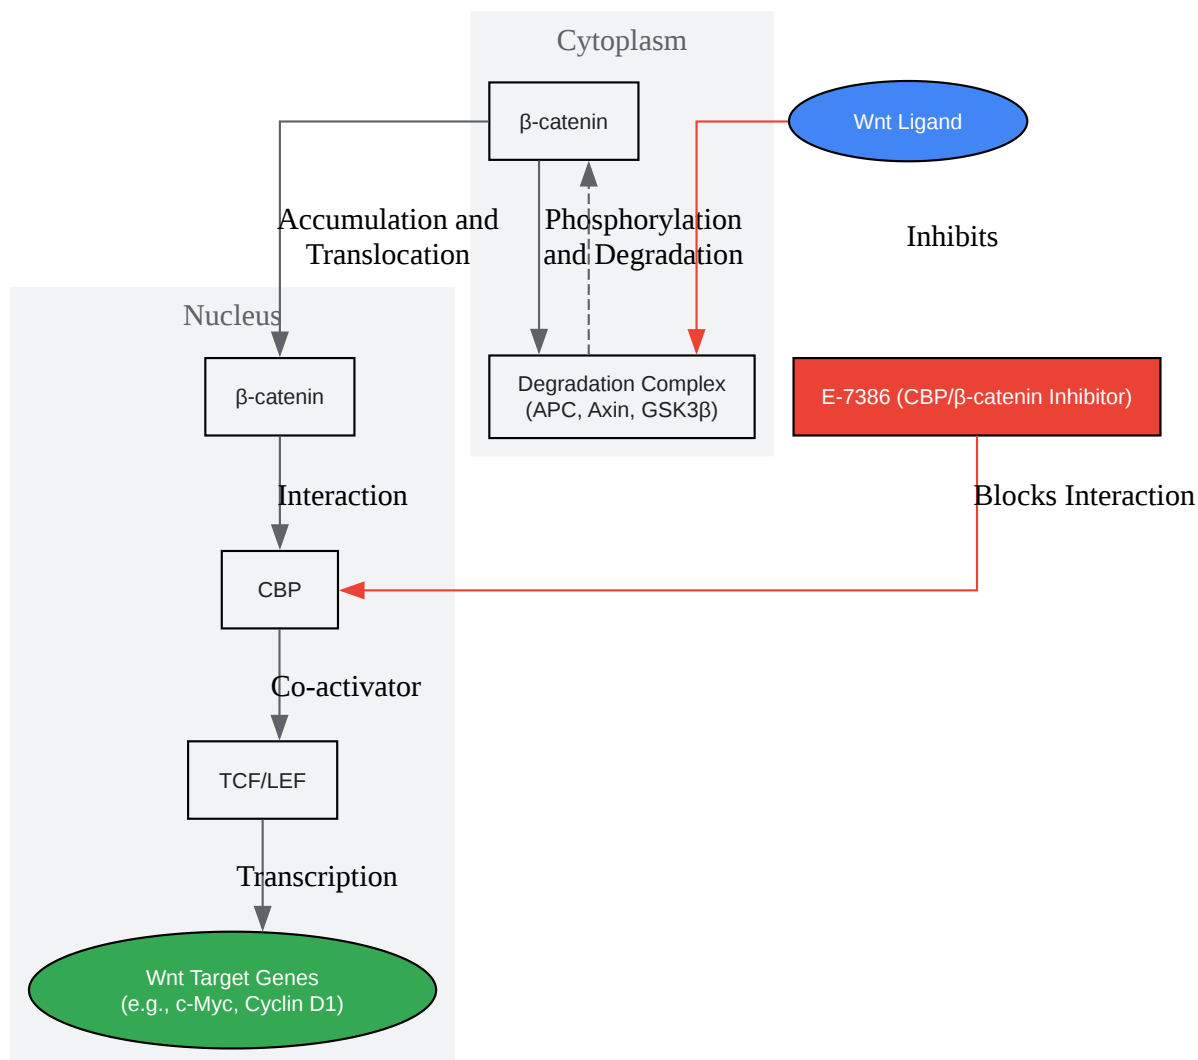 Cytoplasm
β-catenin
Wnt Ligand
Accumulation and
Translocation
Phosphorylation
and Degradation
Inhibits
Nucleus
β-catenin
Degradation Complex
(APC, Axin, GSK3β)
E-7386 (CBP/β-catenin Inhibitor)
Interaction
Blocks Interaction
CBP
Co-activator
TCF/LEF
Transcription
Wnt Target Genes
(e.g., c-Myc, Cyclin D1)